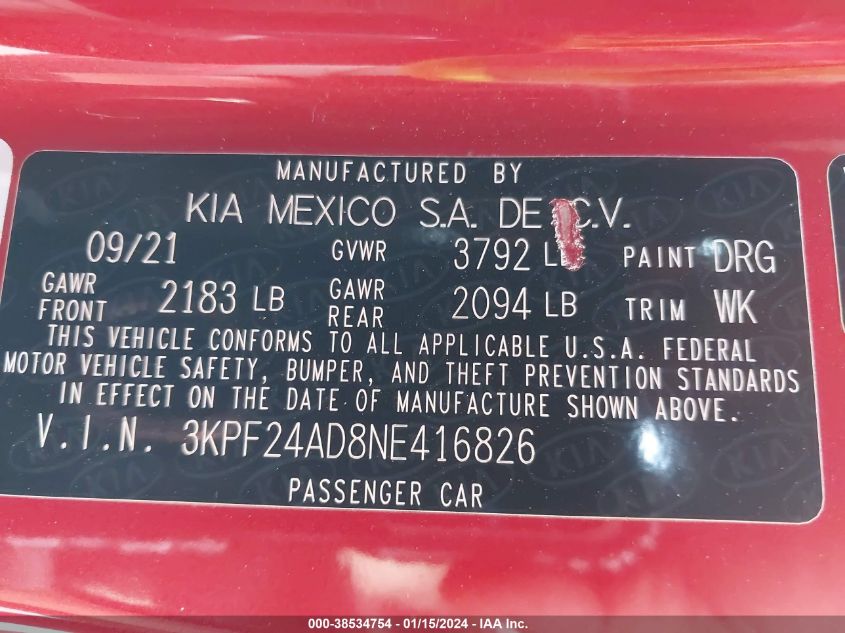 MANUFACTURED BY
KIA MEXICO S.A. DE C.V.
09/21 GVWR 3792 LB PAINT DRG
GAWR FRONT 2183 LB GAWR REAR 2094 LB TRIM WK
THIS VEHICLE CONFORMS TO ALL APPLICABLE U.S.A. FEDERAL
MOTOR VEHICLE SAFETY, BUMPER, AND THEFT PREVENTION STANDARDS
IN EFFECT ON THE DATE OF MANUFACTURE SHOWN ABOVE.
V.I.N. 3KPF24AD8NE416826
PASSENGER CAR
000-38534754 - 01/15/2024 - IAA Inc.